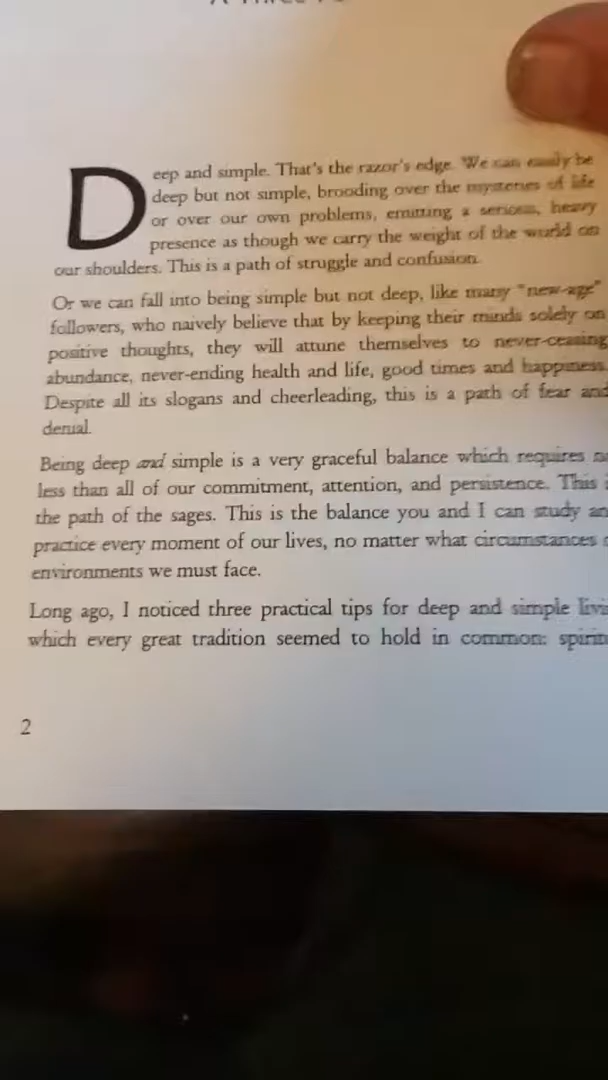 Deep and simple. That's the razor's edge. We can easily be
deep but not simple, brooding over the mysteries of life
or over our own problems, emitting a serious, heavy
presence as though we carry the weight of the world on
our shoulders. This is a path of struggle and confusion.
Or we can fall into being simple but not deep, like many "new-age"
followers, who naively believe that by keeping their minds solely on
positive thoughts, they will attune themselves to never-ceasing
abundance, never-ending health and life, good times and happiness.
Despite all its slogans and cheerleading, this is a path of fear and
denial.
Being deep and simple is a very graceful balance which requires
less than all of our commitment, attention, and persistence. This
the path of the sages. This is the balance you and I can study
practice every moment of our lives, no matter what circumstances
environments we must face.
Long ago, I noticed three practical tips for deep and simple
which every great tradition seemed to hold in common:
2